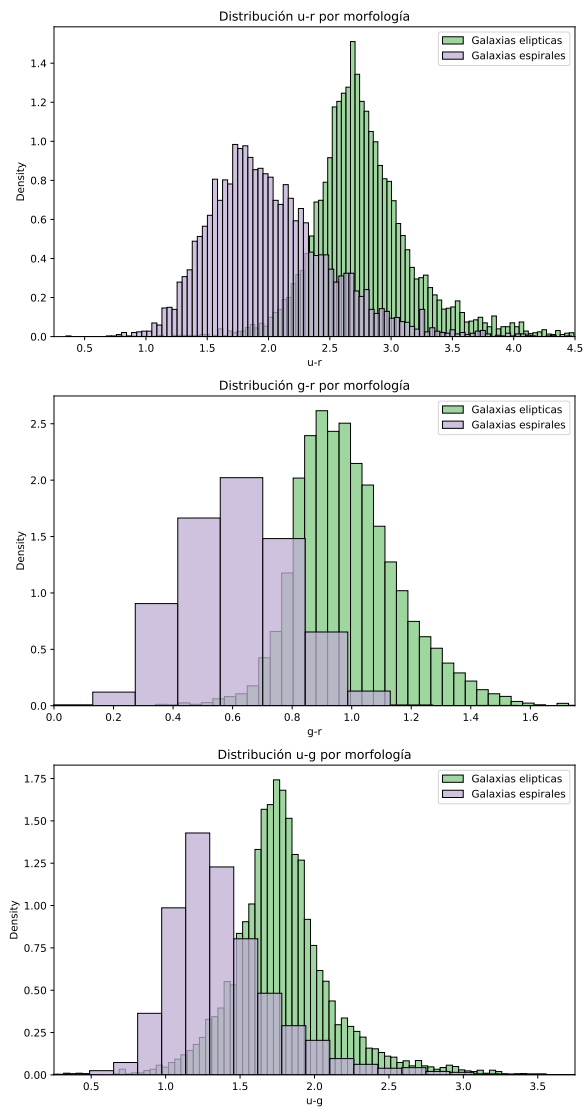 Distribución u-r por morfología
Galaxias elipticas
Galaxias espirales
1.4
1.2
1.0
0.8
0.6
0.4
0.2
0.0
Density
0.5 1.0 1.5 2.0 2.5 3.0 3.5 4.0 4.5
u-r
Distribución g-r por morfología
Galaxias elipticas
Galaxias espirales
2.5
2.0
1.5
1.0
0.5
0.0
Density
0.0 0.2 0.4 0.6 0.8 1.0 1.2 1.4 1.6
g-r
Distribución u-g por morfología
Galaxias elipticas
Galaxias espirales
1.75
1.50
1.25
1.00
0.75
0.50
0.25
0.00
Density
0.5 1.0 1.5 2.0 2.5 3.0 3.5
u-g